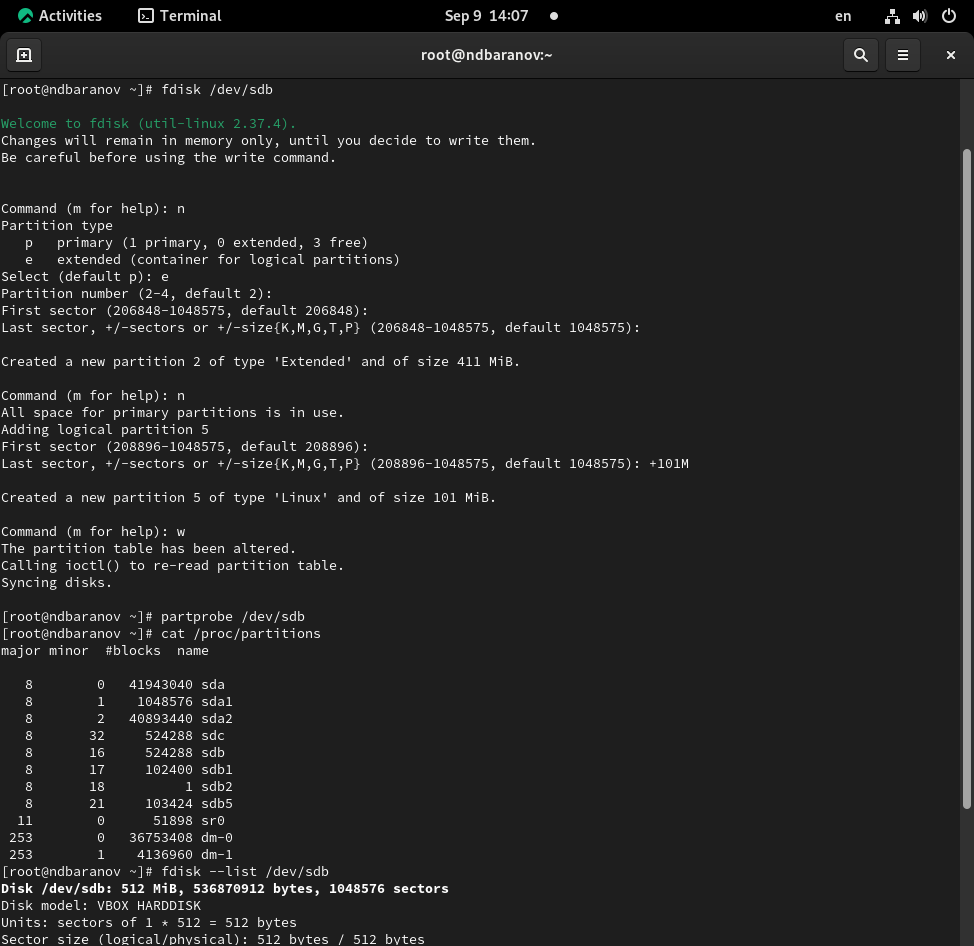 Activities Terminal Sep 9 14:07 en
root@ndbaranov:~
[root@ndbaranov ~]# fdisk /dev/sdb
Welcome to fdisk (util-linux 2.37.4).
Changes will remain in memory only, until you decide to write them.
Be careful before using the write command.
Command (m for help): n
Partition type
   p   primary (1 primary, 0 extended, 3 free)
   e   extended (container for logical partitions)
Select (default p): e
Partition number (2-4, default 2):
First sector (206848-1048575, default 206848):
Last sector, +/-sectors or +/-size{K,M,G,T,P} (206848-1048575, default 1048575):
Created a new partition 2 of type 'Extended' and of size 411 MiB.
Command (m for help): n
All space for primary partitions is in use.
Adding logical partition 5
First sector (208896-1048575, default 208896):
Last sector, +/-sectors or +/-size{K,M,G,T,P} (208896-1048575, default 1048575): +101M
Created a new partition 5 of type 'Linux' and of size 101 MiB.
Command (m for help): w
The partition table has been altered.
Calling ioctl() to re-read partition table.
Syncing disks.
[root@ndbaranov ~]# partprobe /dev/sdb
[root@ndbaranov ~]# cat /proc/partitions
major minor  #blocks  name
   8        0   41943040 sda
   8        1    1048576 sda1
   8        2   40893440 sda2
   8       32     524288 sdc
   8       16     524288 sdb
   8       17     102400 sdb1
   8       18          1 sdb2
   8       21     103424 sdb5
  11        0      51898 sr0
 253        0   36753408 dm-0
 253        1    4136960 dm-1
[root@ndbaranov ~]# fdisk --list /dev/sdb
Disk /dev/sdb: 512 MiB, 536870912 bytes, 1048576 sectors
Disk model: VBOX HARDDISK
Units: sectors of 1 * 512 = 512 bytes
Sector size (logical/physical): 512 bytes / 512 bytes